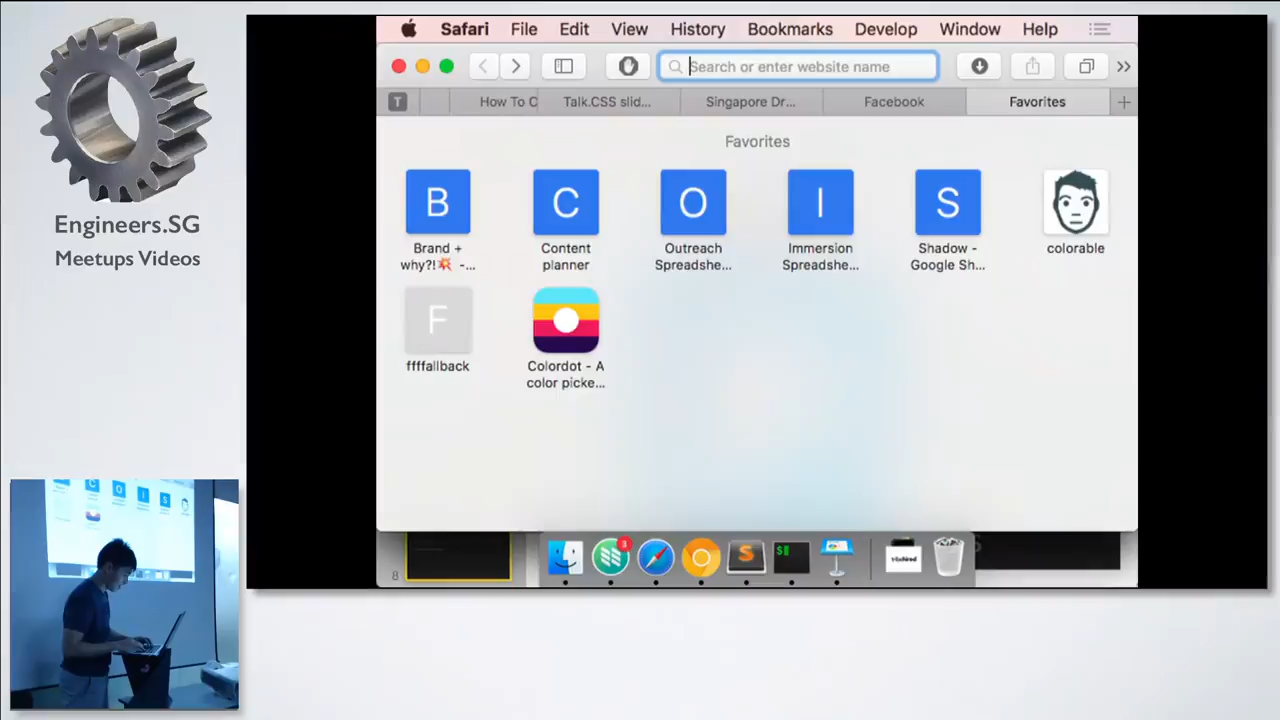 Engineers.SG
Meetups Videos
Safari File Edit View History Bookmarks Develop Window Help
Search or enter website name
T How To C Talk.CSS slid... Singapore Dr... Facebook Favorites
Favorites
B C O I S
Brand + why?!💥 -...
Content planner
Outreach Spreadshe...
Immersion Spreadshe...
Shadow - Google Sh...
colorable
F
ffffallback
Colordot - A color picke...
8
3
S
$